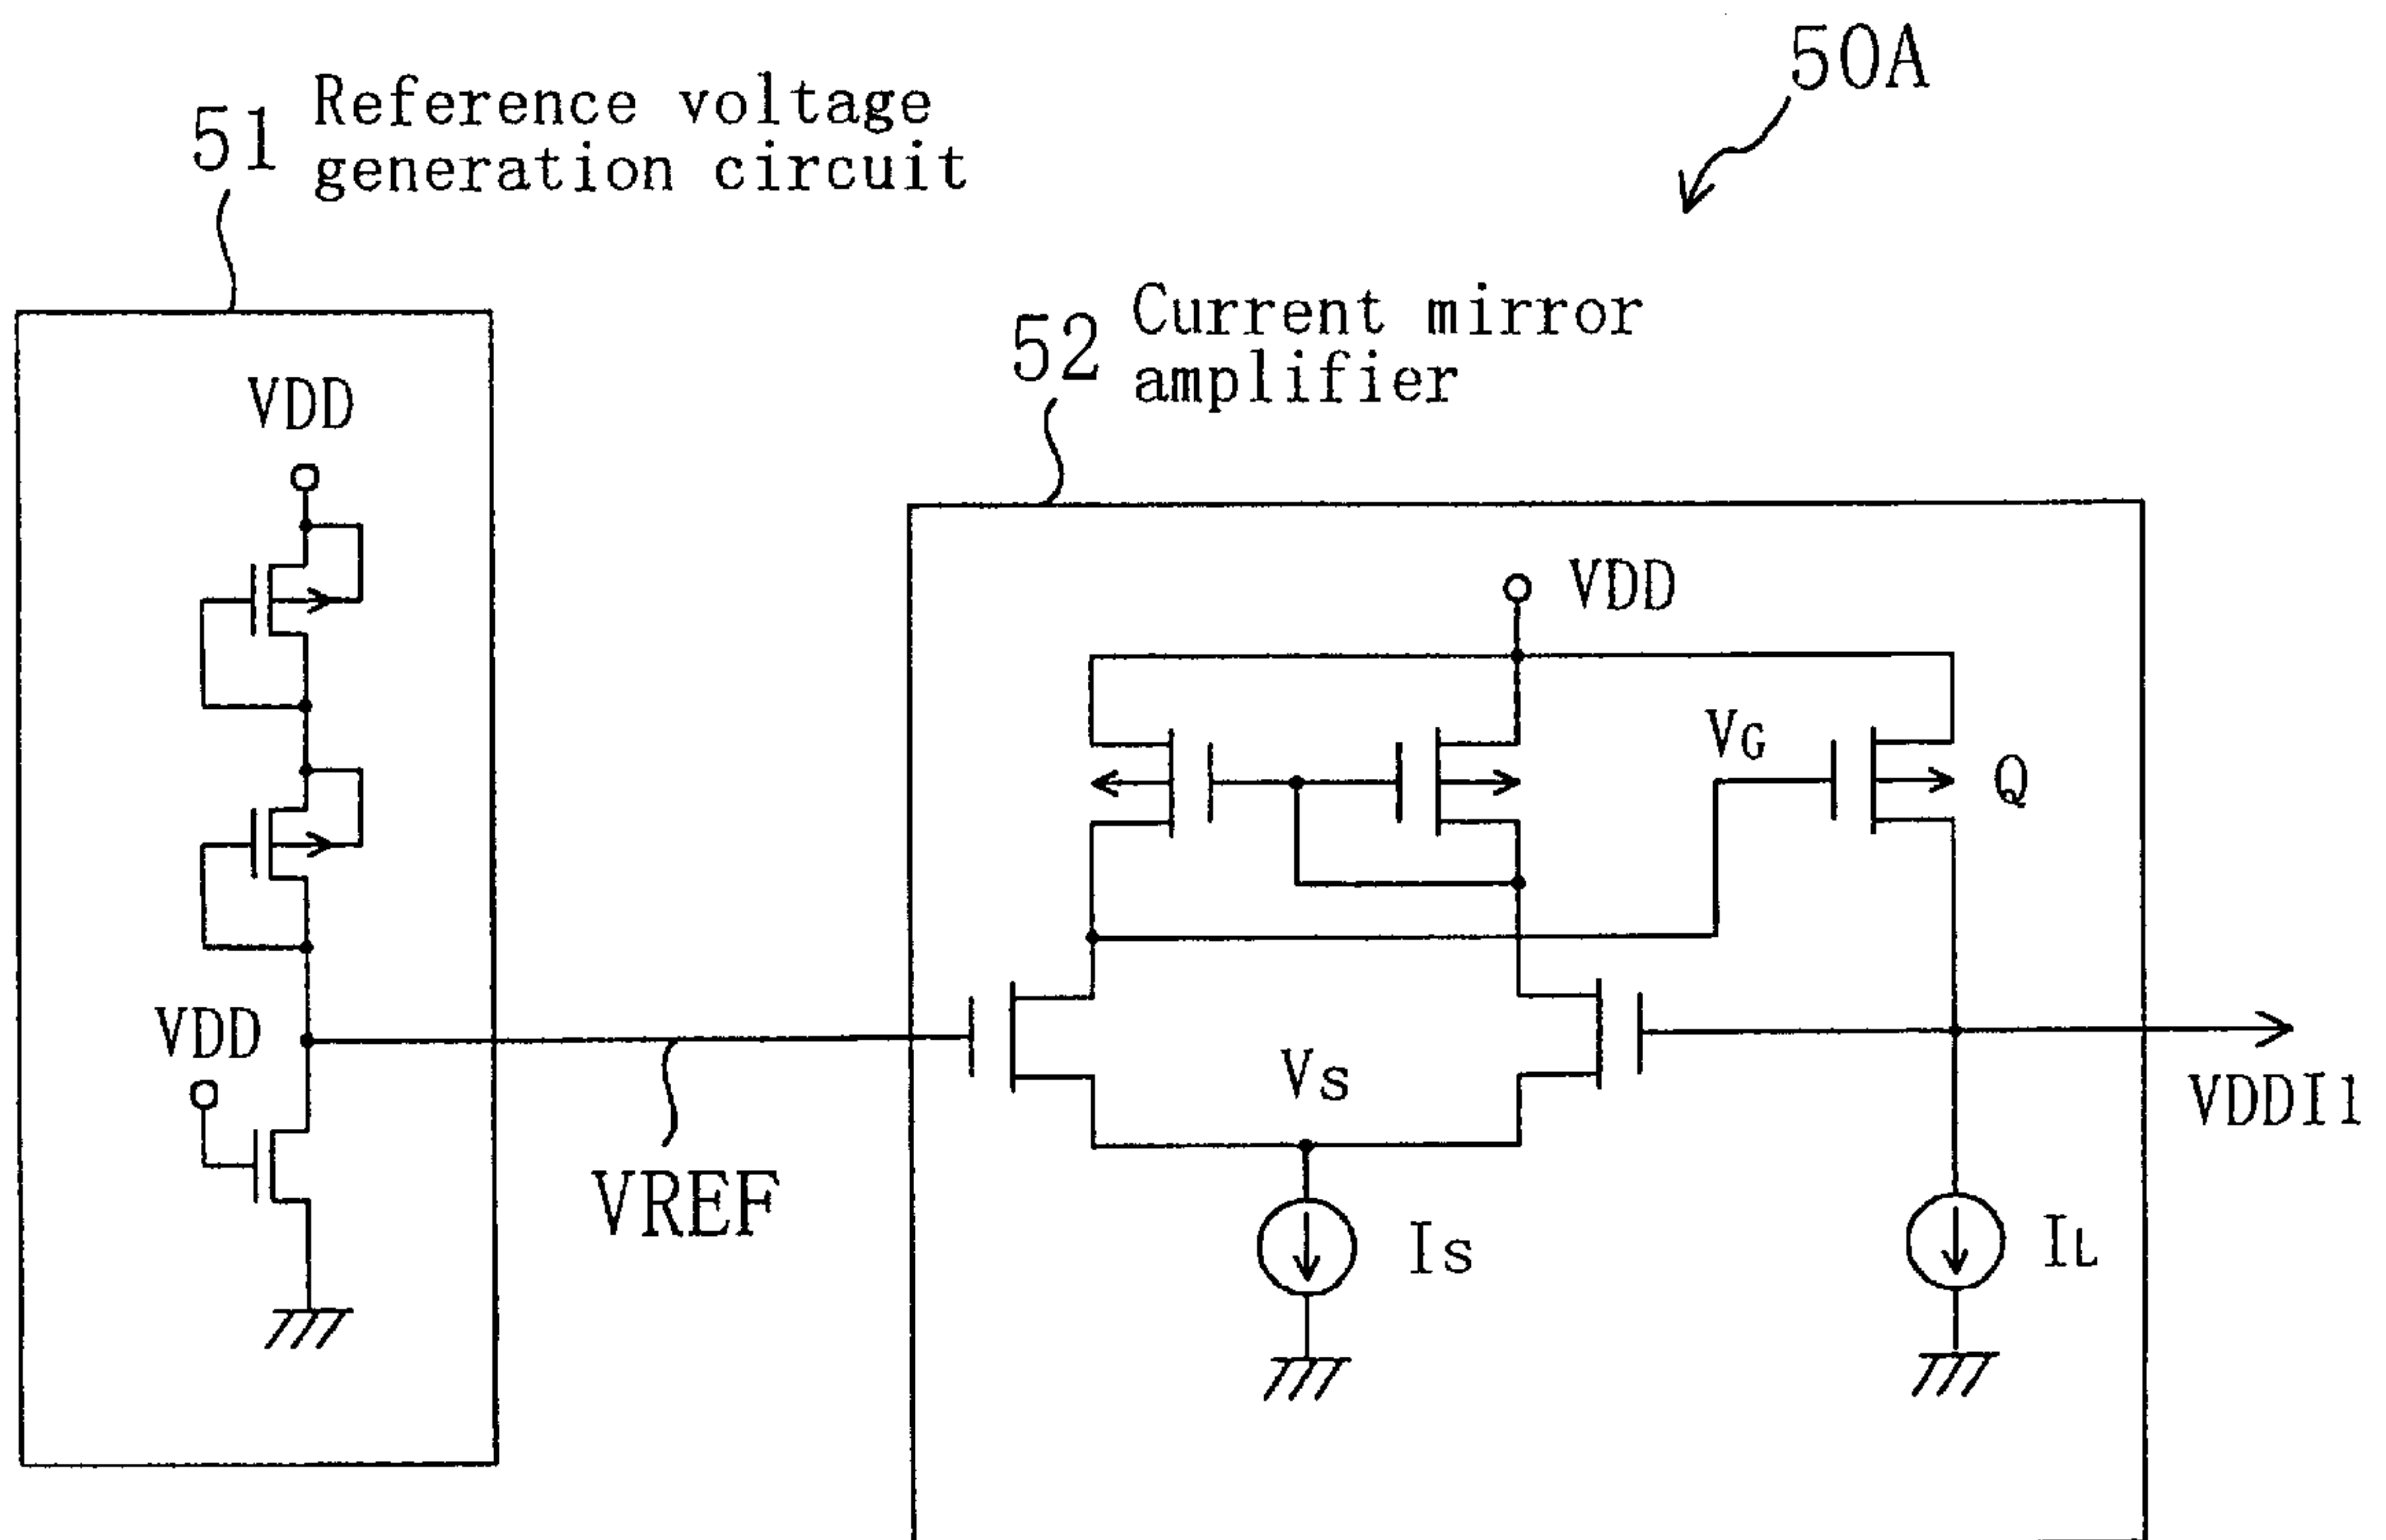 50A
51
Reference voltage
generation circuit
52
Current mirror
amplifier
VDD
VDD
VG
Q
VDD
VS
VREF
IS
IL
VDDI1